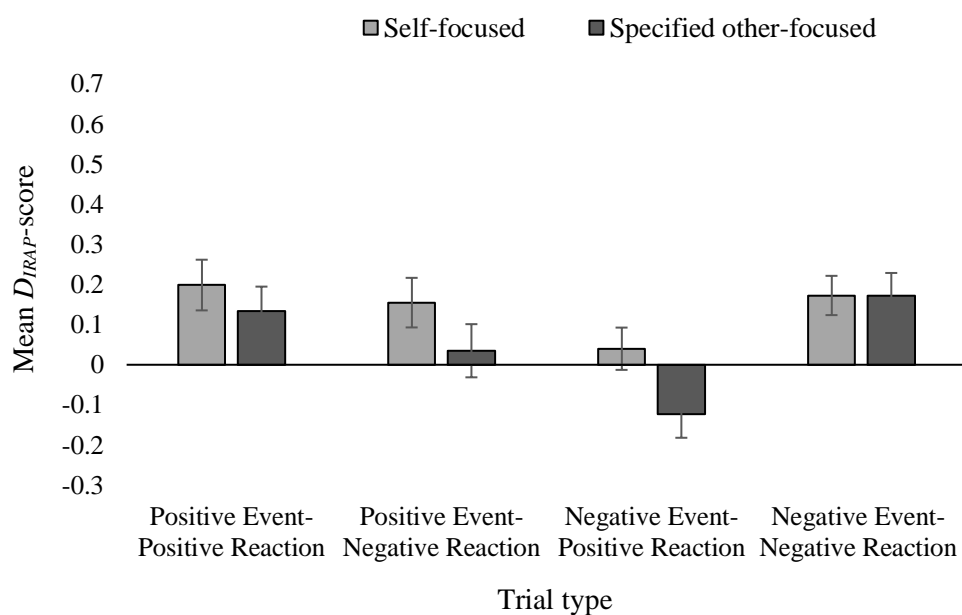 Self-focused Specified other-focused
0.7
0.6
0.5
0.4
0.3
0.2
0.1
0
-0.1
-0.2
-0.3
Mean D_IRAP-score
Positive Event-
Positive Reaction
Positive Event-
Negative Reaction
Negative Event-
Positive Reaction
Negative Event-
Negative Reaction
Trial type